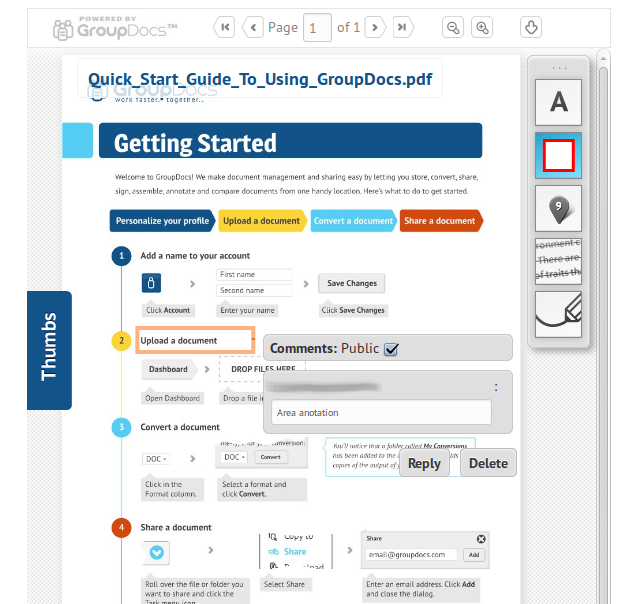 POWERED BY
GroupDocs™
Page 1 of 1
Quick_Start_Guide_To_Using_GroupDocs.pdf
GroupDocs
work faster. together..
A
Getting Started
9
Welcome to GroupDocs! We make document management and sharing easy by letting you store, convert, share,
sign, assemble, annotate and compare documents from one handy location. Here's what to do to get started.
There are
of traits th
Personalize your profile
Upload a document
Convert a document
Share a document
1 Add a name to your account
First name
Second name
Save Changes
Click Account
Enter your name
Click Save Changes
Thumbs
2 Upload a document
Comments: Public
Dashboard
DROP FILES HERE
:
Open Dashboard
Drop a file in
Area anotation
3 Convert a document
DOC
DOC
Convert
You'll notice that a folder called My Conversions
has been added to the
copies of the output of
Reply
Delete
Click in the
Format column.
Select a format and
click Convert.
4 Share a document
Copy to
Share
Download
Share
email@groupdocs.com
Add
Roll over the file or folder you
want to share and click the
Task menu icon
Select Share
Enter an email address. Click Add
and close the dialog.